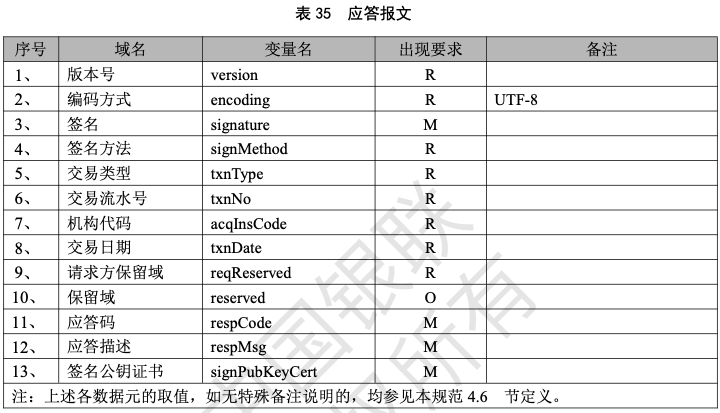 表 35 应答报文
序号 域名 变量名 出现要求 备注
1、 版本号 version R
2、 编码方式 encoding R UTF-8
3、 签名 signature M
4、 签名方法 signMethod R
5、 交易类型 txnType R
6、 交易流水号 txnNo R
7、 机构代码 acqInsCode R
8、 交易日期 txnDate R
9、 请求方保留域 reqReserved R
10、 保留域 reserved O
11、 应答码 respCode M
12、 应答描述 respMsg M
13、 签名公钥证书 signPubKeyCert M
注：上述各数据元的取值，如无特殊备注说明的，均参见本规范 4.6 节定义。
国银联
所有